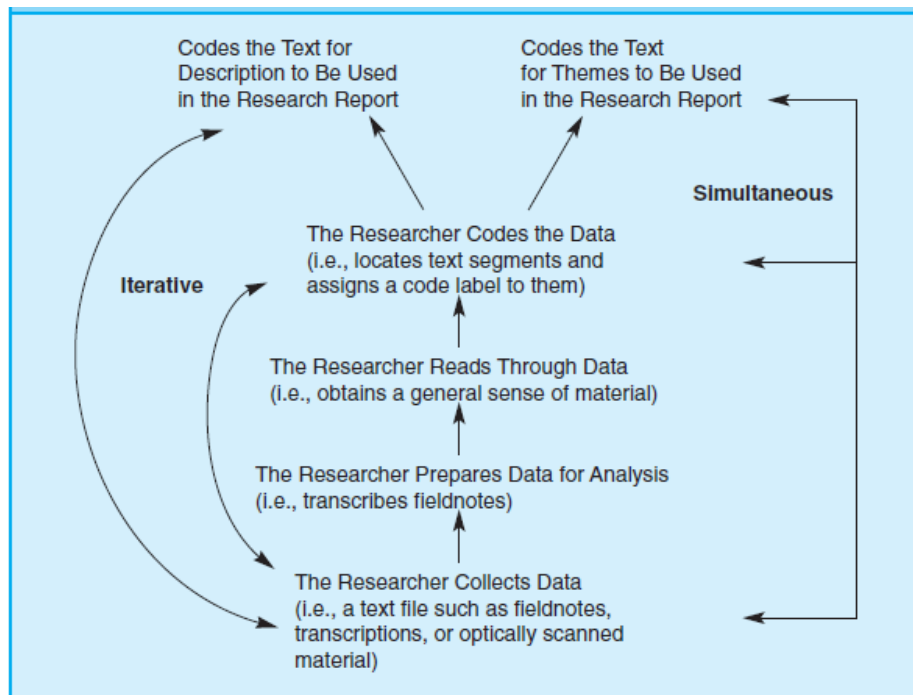 Codes the Text for
Description to Be Used
in the Research Report
Codes the Text
for Themes to Be Used
in the Research Report
Simultaneous
The Researcher Codes the Data
(i.e., locates text segments and
assigns a code label to them)
Iterative
The Researcher Reads Through Data
(i.e., obtains a general sense of material)
The Researcher Prepares Data for Analysis
(i.e., transcribes fieldnotes)
The Researcher Collects Data
(i.e., a text file such as fieldnotes,
transcriptions, or optically scanned
material)